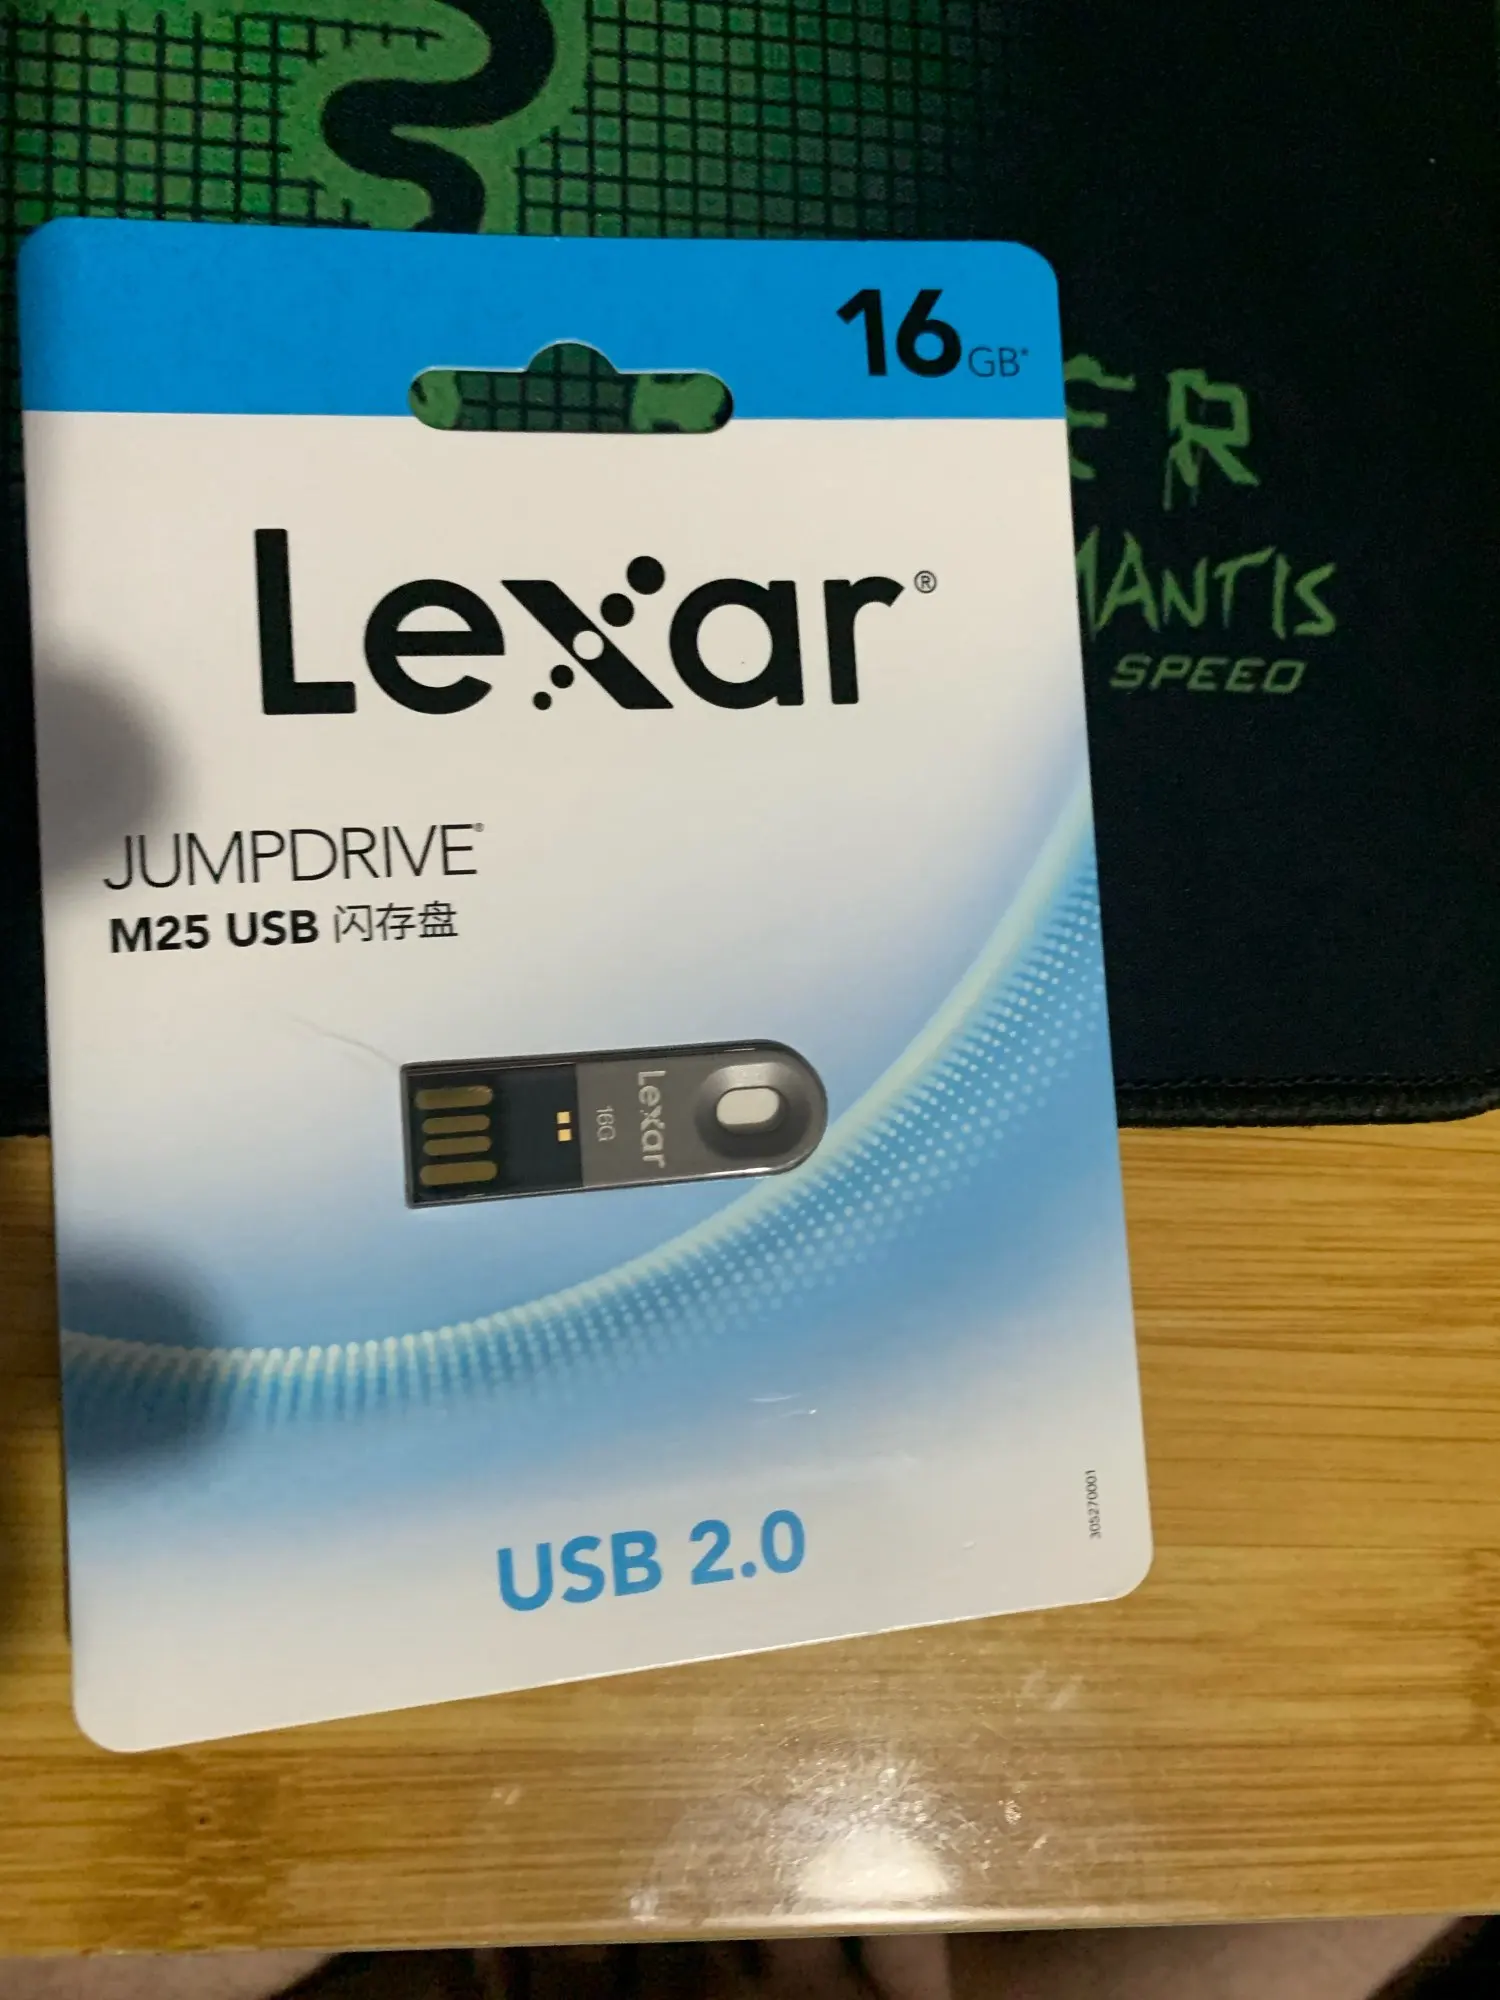 16GB*
Lexar®
JUMPDRIVE®
M25 USB 闪存盘
Lexar
16G
USB 2.0
305270001
ER
MANTIS
SPEED